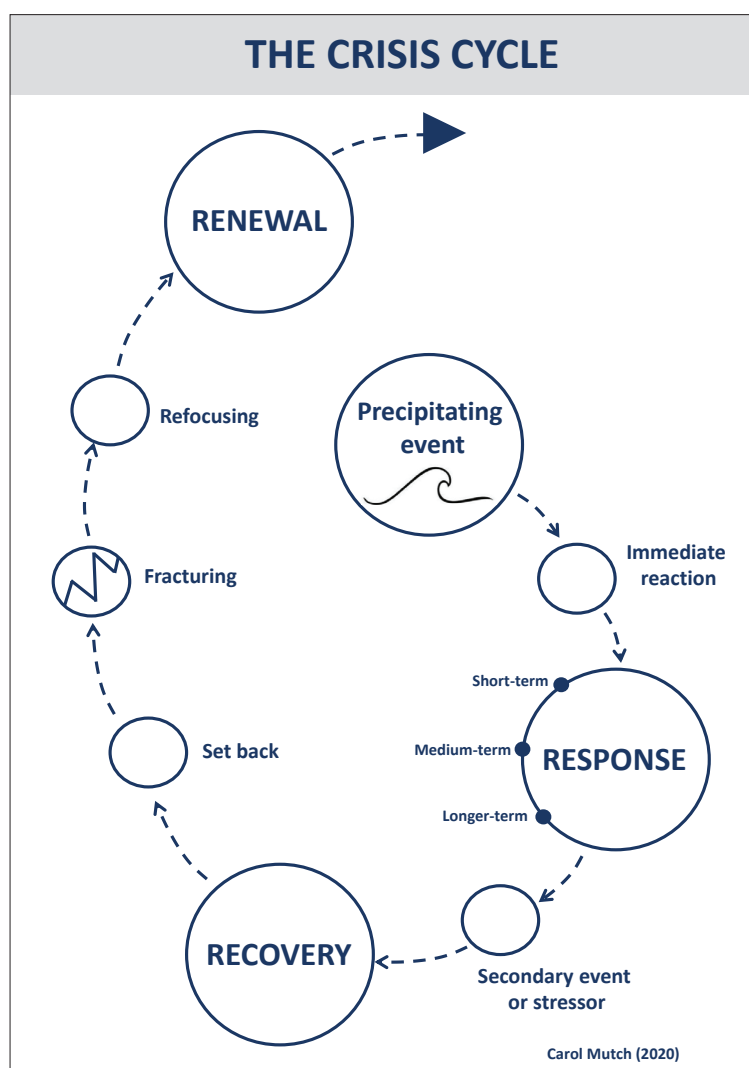 THE CRISIS CYCLE
RENEWAL
Refocusing
Precipitating
event
Fracturing
Immediate
reaction
Short-term
Medium-term
RESPONSE
Longer-term
Set back
RECOVERY
Secondary event
or stressor
Carol Mutch (2020)